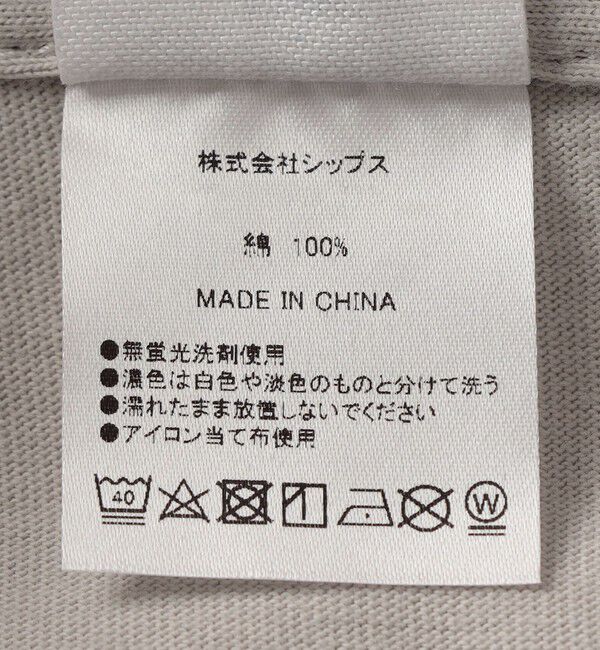 株式会社シップス
綿 100%
MADE IN CHINA
●無蛍光洗剤使用
●濃色は白色や淡色のものと分けて洗う
●濡れたまま放置しないでください
●アイロン当て布使用
40 W